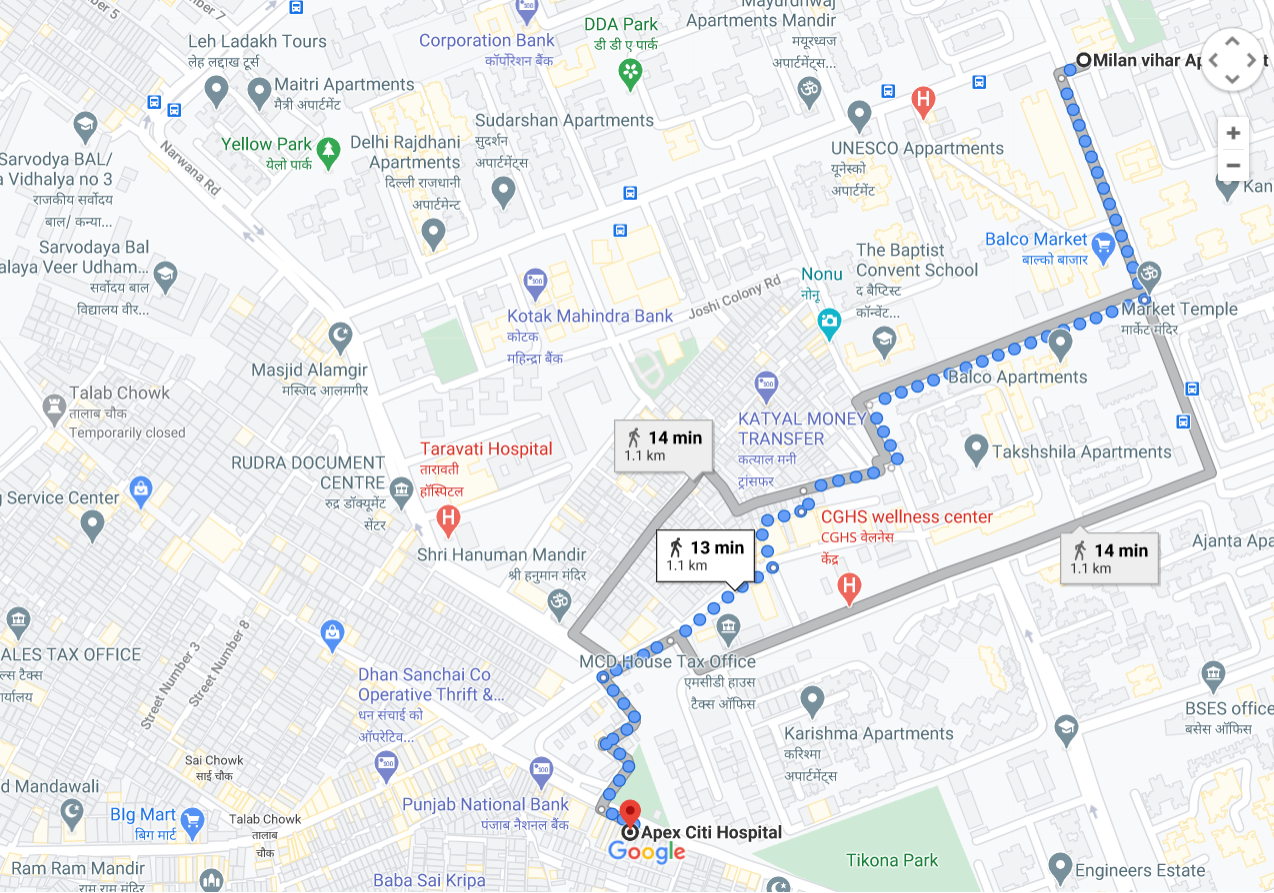 Avenue 5
Avenue 7
Leh Ladakh Tours
लेह लद्दाख टूर्स
Corporation Bank
कॉर्पोरेशन बैंक
DDA Park
डी डी ए पार्क
Mayurdhwaj
Apartments Mandir
मयूरध्वज
अपार्टमेंट्स...
Milan vihar Ap
t
Maitri Apartments
मैत्री अपार्टमेंट
Sudarshan Apartments
सुदर्शन
अपार्टमेंट्स
Yellow Park
येलो पार्क
Delhi Rajdhani
Apartments
दिल्ली राजधानी
अपार्टमेन्ट
Narwana Rd
UNESCO Appartments
यूनेस्को
अपार्टमेंट
Sarvodya BAL/
a Vidhalya no 3
राजकीय सर्वोदय
बाल/ कन्या...
Kan
Sarvodaya Bal
alaya Veer Udham...
सर्वोदय बाल
विद्यालय वीर...
Balco Market
बाल्को बाजार
The Baptist
Convent School
द बैप्टिस्ट
कॉन्वेंट...
Nonu
नोनू
Joshi Colony Rd
Kotak Mahindra Bank
कोटक
महिन्द्रा बैंक
Market Temple
मार्केट मंदिर
Masjid Alamgir
मस्जिद आलमगीर
Balco Apartments
Talab Chowk
तालाब चौक
Temporarily closed
KATYAL MONEY
TRANSFER
कत्याल मनी
ट्रांसफर
14 min
1.1 km
Taravati Hospital
तारावती
हॉस्पिटल
Takshshila Apartments
RUDRA DOCUMENT
CENTRE
रुद्र डॉक्यूमेंट
सेंटर
g Service Center
CGHS wellness center
CGHS वेलनेस
केंद्र
13 min
1.1 km
14 min
1.1 km
Ajanta Apa
Shri Hanuman Mandir
श्री हनुमान मंदिर
ALES TAX OFFICE
ल्स टैक्स
ार्यालय
Street Number 3
Street Number 8
MCD House Tax Office
एमसीडी हाउस
टैक्स ऑफिस
Dhan Sanchai Co
Operative Thrift &...
धन संचाई को
ऑपरेटिव...
Karishma Apartments
करिश्मा
अपार्टमेंट्स
BSES office
बसेस ऑफिस
Sai Chowk
साई चौक
d Mandawali
BIg Mart
बिग मार्ट
Talab Chowk
तालाब
चौक
Punjab National Bank
पंजाब नैशनल बैंक
Apex Citi Hospital
Google
Tikona Park
Ram Ram Mandir
राम राम मंदिर
Baba Sai Kripa
Engineers Estate